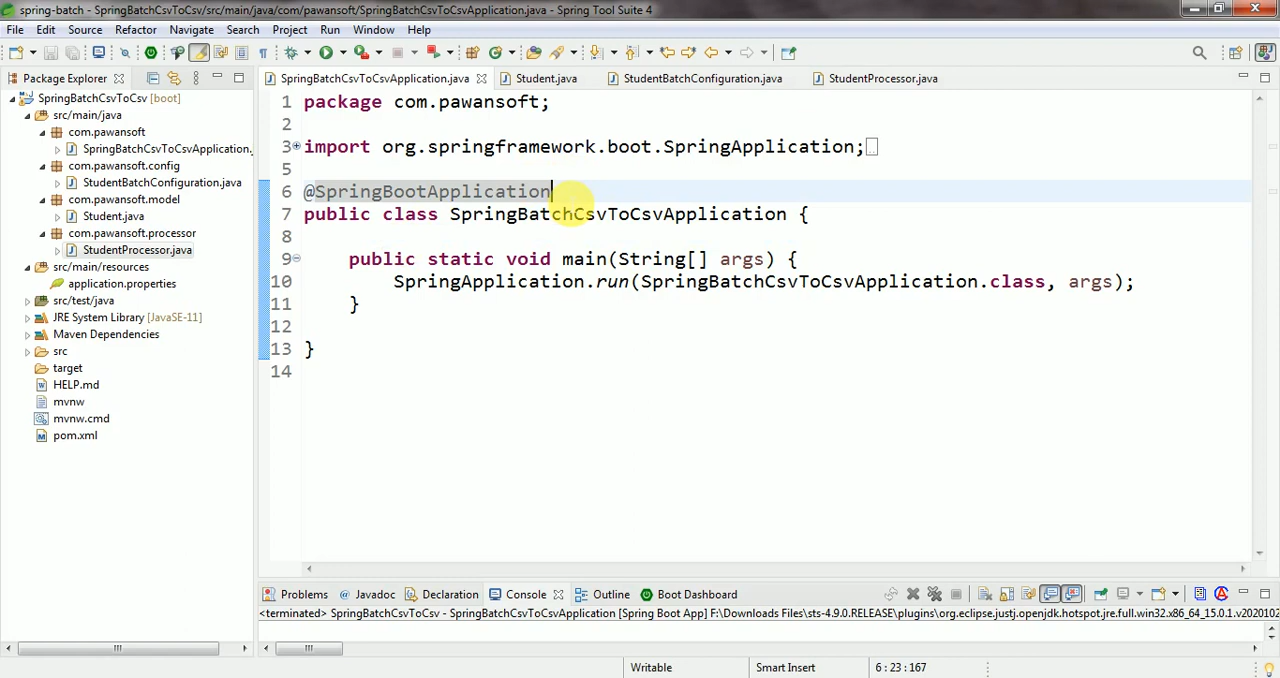 spring-batch - SpringBatchCsvToCsv/src/main/java/com/pawansoft/SpringBatchCsvToCsvApplication.java - Spring Tool Suite 4
File Edit Source Refactor Navigate Search Project Run Window Help
Package Explorer
SpringBatchCsvToCsvApplication.java Student.java StudentBatchConfiguration.java StudentProcessor.java
SpringBatchCsvToCsv [boot]
src/main/java
com.pawansoft
SpringBatchCsvToCsvApplication.
com.pawansoft.config
StudentBatchConfiguration.java
com.pawansoft.model
Student.java
com.pawansoft.processor
StudentProcessor.java
src/main/resources
application.properties
src/test/java
JRE System Library [JavaSE-11]
Maven Dependencies
src
target
HELP.md
mvnw
mvnw.cmd
pom.xml
1 package com.pawansoft;
2
3 import org.springframework.boot.SpringApplication;
5
6 @SpringBootApplication
7 public class SpringBatchCsvToCsvApplication {
8
9 public static void main(String[] args) {
10 SpringApplication.run(SpringBatchCsvToCsvApplication.class, args);
11 }
12
13 }
14
Problems @ Javadoc Declaration Console Outline Boot Dashboard
<terminated> SpringBatchCsvToCsv - SpringBatchCsvToCsvApplication [Spring Boot App] F:\Downloads Files\sts-4.9.0.RELEASE\plugins\org.eclipse.justj.openjdk.hotspot.jre.full.win32.x86_64_15.0.1.v2020102
Writable Smart Insert 6 : 23 : 167